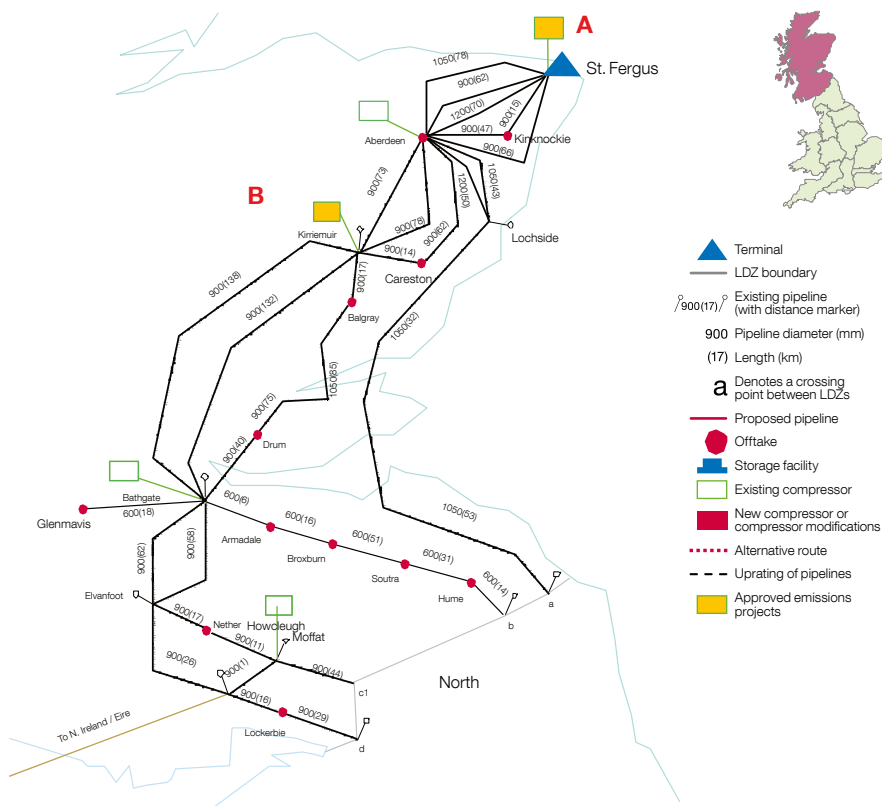 A
1050(78)
St. Fergus
900(62)
1200(70)
900(15)
Aberdeen
900(47)
Kinknockie
900(66)
900(73)
1200(50)
1050(43)
B
Kirriemuir
900(78)
900(62)
Lochside
900(14)
Careston
900(17)
900(138)
900(132)
Balgray
1050(32)
1050(85)
900(75)
Drum
900(40)
Bathgate
600(6)
Glenmavis
600(18)
600(16)
Armadale
600(51)
Broxburn
600(31)
Soutra
Hume
600(14)
1050(53)
a
b
900(62)
900(58)
Elvanfoot
900(17)
Nether
Howcleugh
900(11)
Moffat
900(44)
c1
North
900(26)
900(1)
900(16)
900(29)
Lockerbie
d
To N. Ireland / Eire
Terminal
LDZ boundary
900(17)
Existing pipeline
(with distance marker)
900 Pipeline diameter (mm)
(17) Length (km)
a Denotes a crossing
point between LDZs
Proposed pipeline
Offtake
Storage facility
Existing compressor
New compressor or
compressor modifications
Alternative route
Uprating of pipelines
Approved emissions
projects